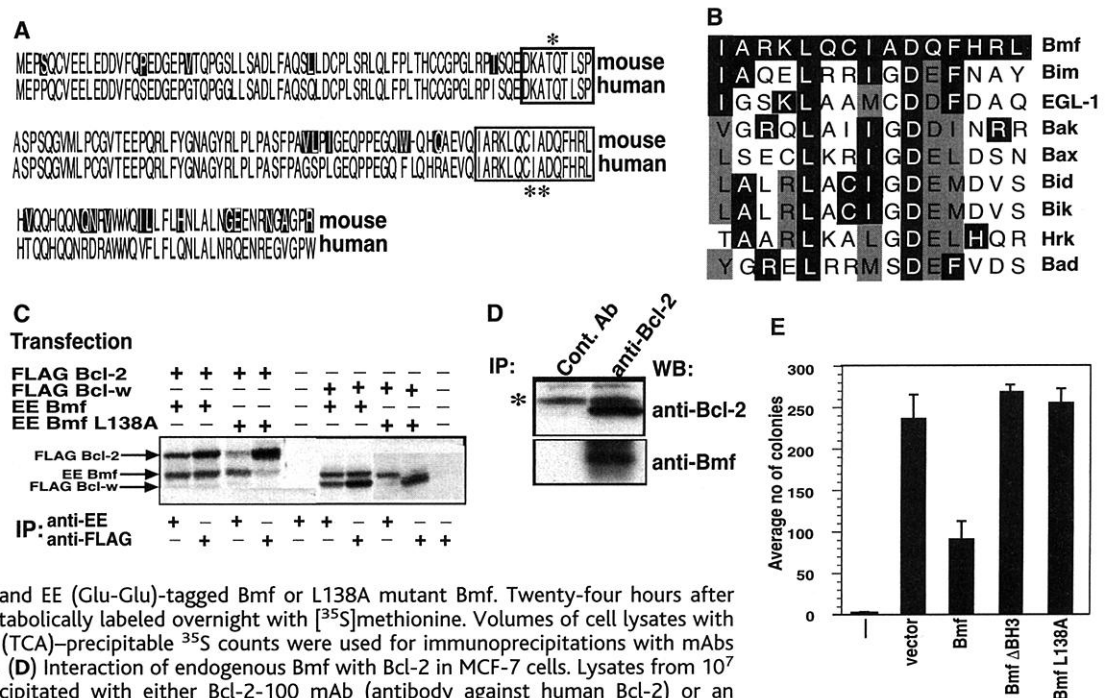 A
*
MEPSQCVEELEDDVFQPEDGEPVTQPGSLLSADLFAQSLLDCPLSRLQLFPLTHCCGPGLRPTSQEDKATQTLSP mouse
MEPPQCVEELEDDVFQSEDGEPGTQPGGLLSADLFAQSQLDCPLSRLQLFPLTHCCGPGLRPISQEDKATQTLSP human
ASPSQGVMLPCGVTEEPQRLFYGNAGYRLPLPASFPAVLPIGEQPPEGQW-QHQAEVQIARKLQCIADQFHRL mouse
ASPSQGVMLPCGVTEEPQRLFYGNAGYRLPLPASFPAGSPLGEQPPEGQFLQHRAEVQIARKLQCIADQFHRL human
**
HVQQHQQNQNRVWWQILLFLHNLALNGEENRNGAGPR mouse
HTQQHQQNRDRAWWQVFLFLQNLALNRQENREGVGPW human
B
IARKLQCIADQFHRL Bmf
IAQELRRIGDEFNAY Bim
IGSKLAAMCDDFDAQ EGL-1
VGRQLAIIGDDINRR Bak
LSECLKRIGDELDSN Bax
LALRLACIGDEMDVS Bid
LALRLACIGDEMDVS Bik
TAARLKALGDELHQR Hrk
YGRELRRMSDEFVDS Bad
C
Transfection
FLAG Bcl-2 + + + + – – – – – –
FLAG Bcl-w – – – – – + + + + –
EE Bmf + + – – – + + – – –
EE Bmf L138A – – + + – – – + + –
FLAG Bcl-2
EE Bmf
FLAG Bcl-w
IP: anti-EE + – + – + + – + – –
anti-FLAG – + – + – – + – + +
D
Cont. Ab
anti-Bcl-2
IP:
WB:
*
anti-Bcl-2
anti-Bmf
E
Average no of colonies
300
250
200
150
100
50
0
–
vector
Bmf
Bmf ΔBH3
Bmf L138A
and EE (Glu-Glu)-tagged Bmf or L138A mutant Bmf. Twenty-four hours after
tabolically labeled overnight with [³⁵S]methionine. Volumes of cell lysates with
(TCA)–precipitable ³⁵S counts were used for immunoprecipitations with mAbs
(D) Interaction of endogenous Bmf with Bcl-2 in MCF-7 cells. Lysates from 10⁷
cipitated with either Bcl-2-100 mAb (antibody against human Bcl-2) or an